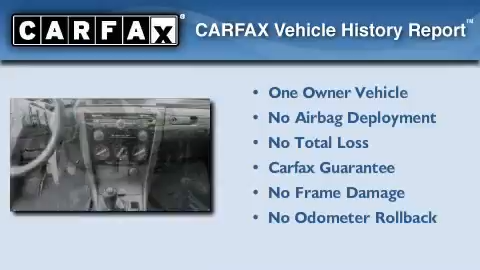 CARFAX® CARFAX Vehicle History Report™
• One Owner Vehicle
• No Airbag Deployment
• No Total Loss
• Carfax Guarantee
• No Frame Damage
• No Odometer Rollback